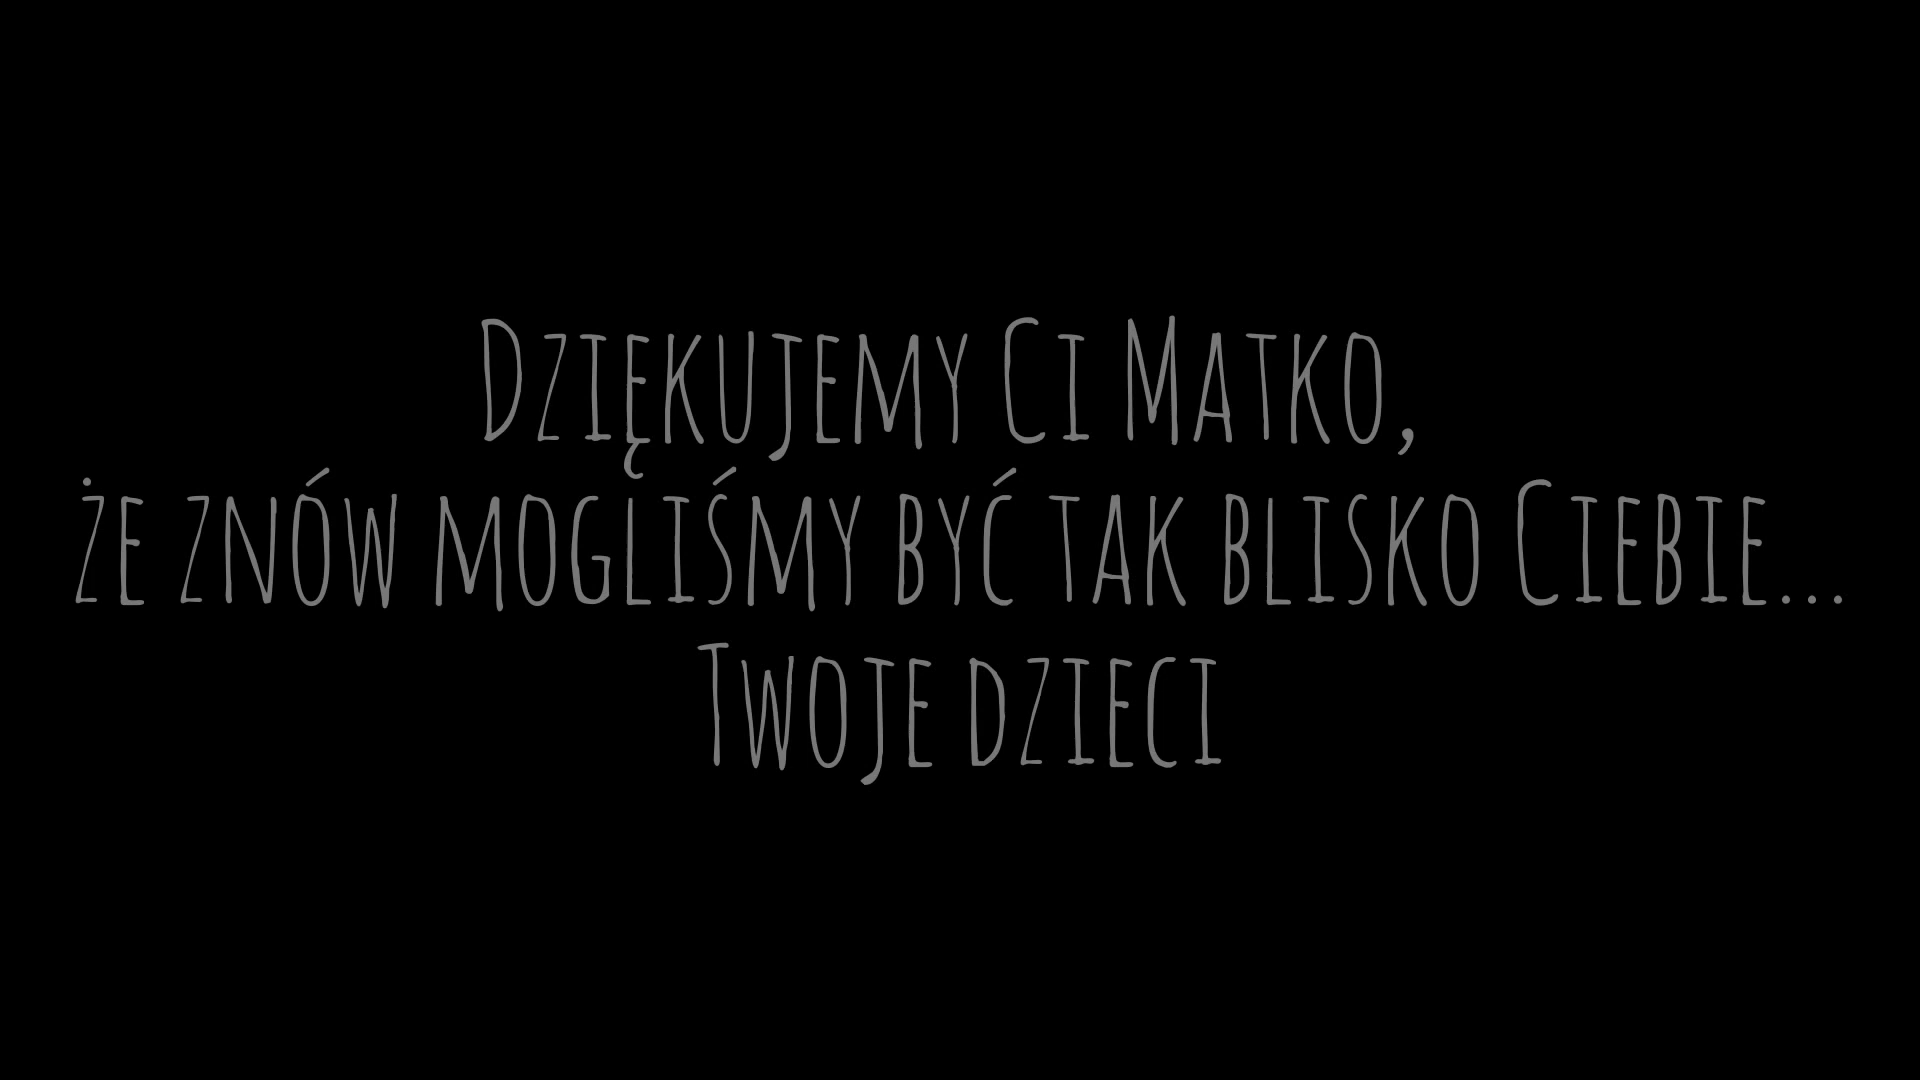 Dziękujemy Ci Matko,
że znów mogliśmy być tak blisko Ciebie...
Twoje dzieci